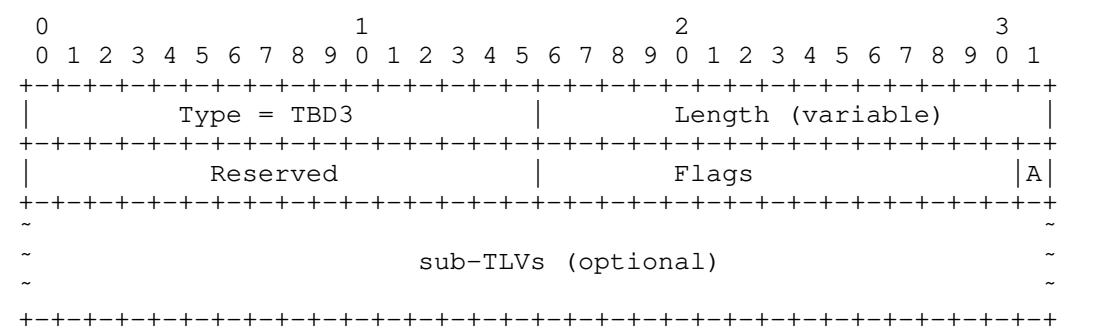 0                   1                   2                   3
 0 1 2 3 4 5 6 7 8 9 0 1 2 3 4 5 6 7 8 9 0 1 2 3 4 5 6 7 8 9 0 1
+-+-+-+-+-+-+-+-+-+-+-+-+-+-+-+-+-+-+-+-+-+-+-+-+-+-+-+-+-+-+-+-+
|         Type = TBD3           |        Length (variable)      |
+-+-+-+-+-+-+-+-+-+-+-+-+-+-+-+-+-+-+-+-+-+-+-+-+-+-+-+-+-+-+-+-+
|           Reserved            |        Flags                |A|
+-+-+-+-+-+-+-+-+-+-+-+-+-+-+-+-+-+-+-+-+-+-+-+-+-+-+-+-+-+-+-+-+
~                                                               ~
~                        sub-TLVs (optional)                    ~
~                                                               ~
+-+-+-+-+-+-+-+-+-+-+-+-+-+-+-+-+-+-+-+-+-+-+-+-+-+-+-+-+-+-+-+-+